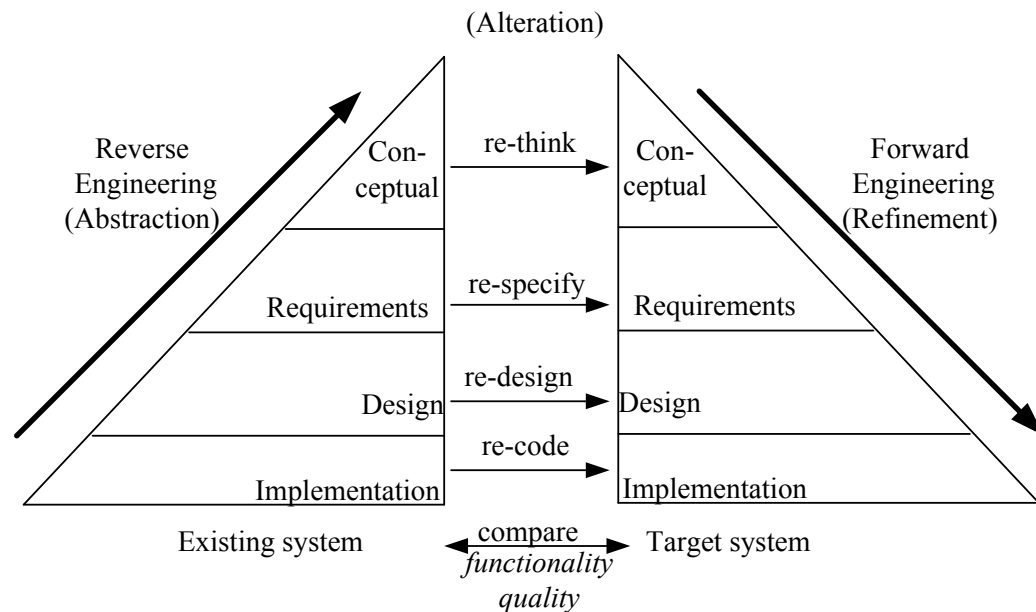 (Alteration)
Reverse
Engineering
(Abstraction)
Con-
ceptual
re-think
Con-
ceptual
Forward
Engineering
(Refinement)
Requirements
re-specify
Requirements
Design
re-design
Design
Implementation
re-code
Implementation
Existing system
compare
Target system
functionality
quality